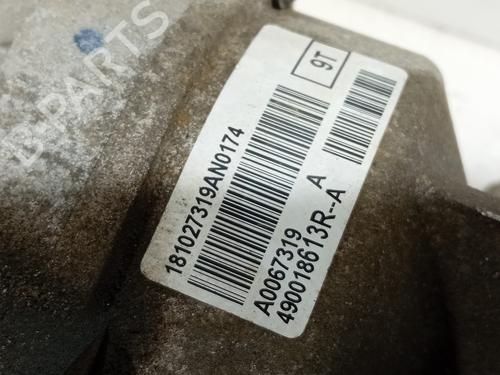 B-PARTS
9T
181027319AN0174
A0067319 A
490018613R--A